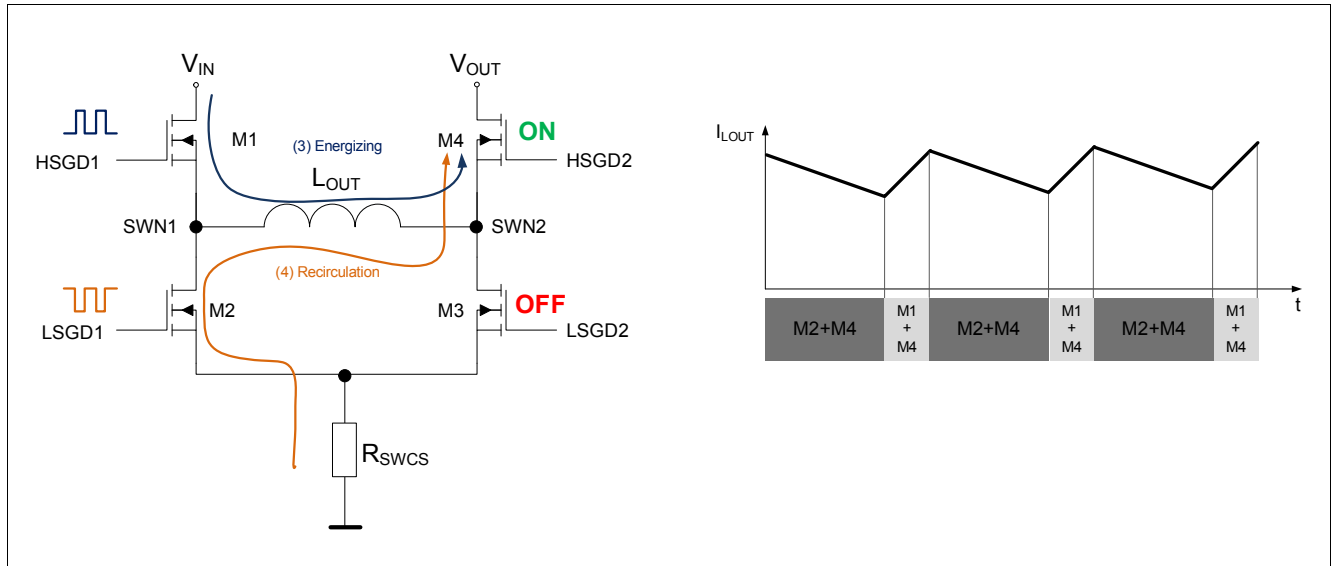 VIN
VOUT
M1
M4
ON
(3) Energizing
HSGD1
LOUT
HSGD2
SWN1
SWN2
(4) Recirculation
M2
M3
OFF
LSGD1
LSGD2
RSWCS
ILOUT
t
M2+M4
M1
+
M4
M2+M4
M1
+
M4
M2+M4
M1
+
M4